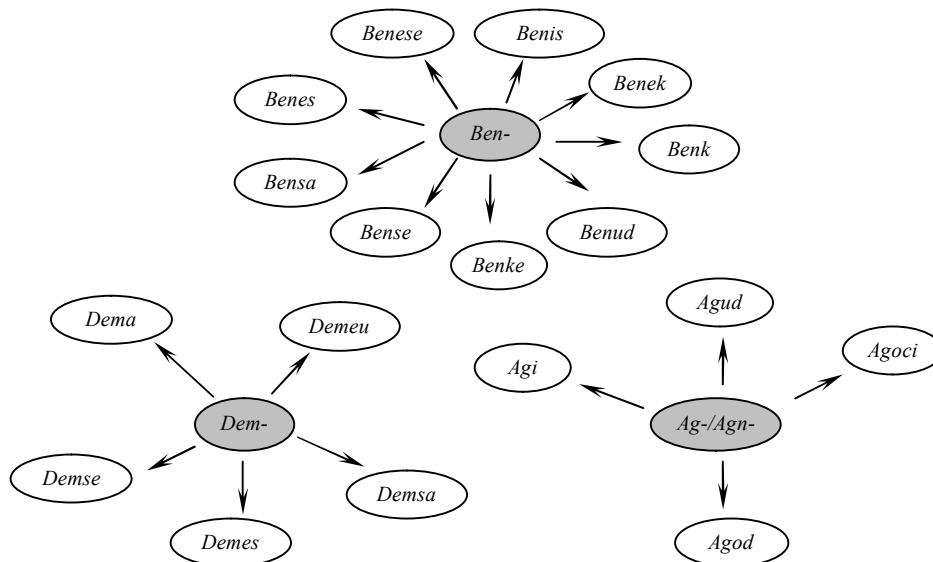 Benese
Benis
Benek
Benes
Ben-
Benk
Bensa
Bense
Benud
Benke
Agud
Dema
Demeu
Agoci
Agi
Dem-
Ag-/Agn-
Demse
Demsa
Demes
Agod